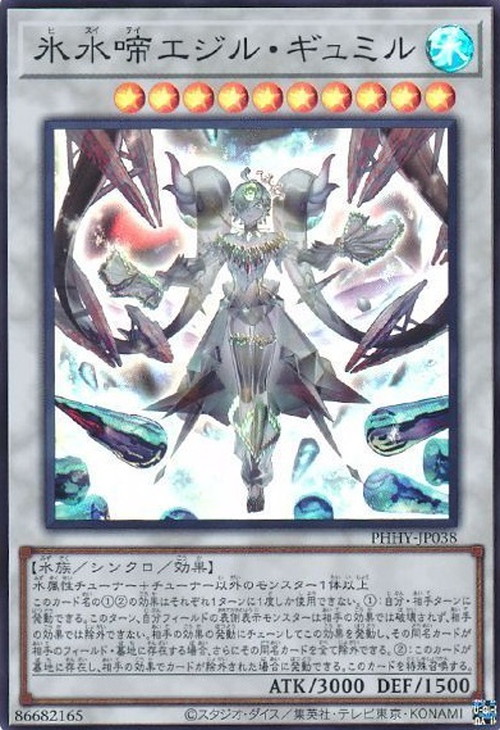 氷水啼エジル・ギュミル
水
PHHY-JP038
【水族／シンクロ／効果】
水属性チューナー＋チューナー以外のモンスター1体以上
このカード名の①②の効果はそれぞれ1ターンに1度しか使用できない。①：自分・相手ターンに
発動できる。このターン、自分フィールドの表側表示モンスターは相手の効果では破壊されず、相手
の効果では除外できない。相手の効果の発動にチェーンしてこの効果を発動し、その同名カードが
相手のフィールド・墓地に存在する場合、さらにその同名カードを全て除外できる。②：このカードが
墓地に存在し、相手の効果でカードが除外された場合に発動できる。このカードを特殊召喚する。
ATK/3000 DEF/1500
86682165
©スタジオ・ダイス／集英社・テレビ東京・KONAMI